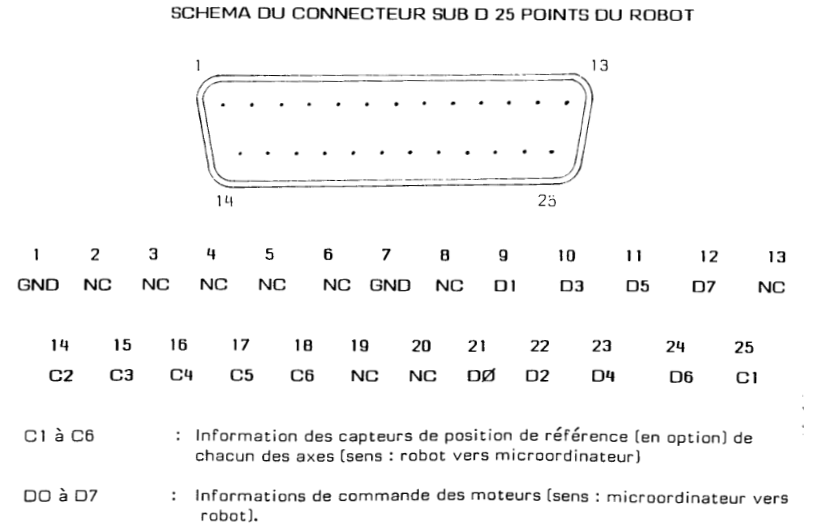 SCHEMA DU CONNECTEUR SUB D 25 POINTS DU ROBOT
1 13
14 25
1 2 3 4 5 6 7 8 9 10 11 12 13
GND NC NC NC NC NC GND NC D1 D3 D5 D7 NC
14 15 16 17 18 19 20 21 22 23 24 25
C2 C3 C4 C5 C6 NC NC DØ D2 D4 D6 C1
C1 à C6 : Information des capteurs de position de référence (en option) de
chacun des axes (sens : robot vers microordinateur)
D0 à D7 : Informations de commande des moteurs (sens : microordinateur vers
robot).